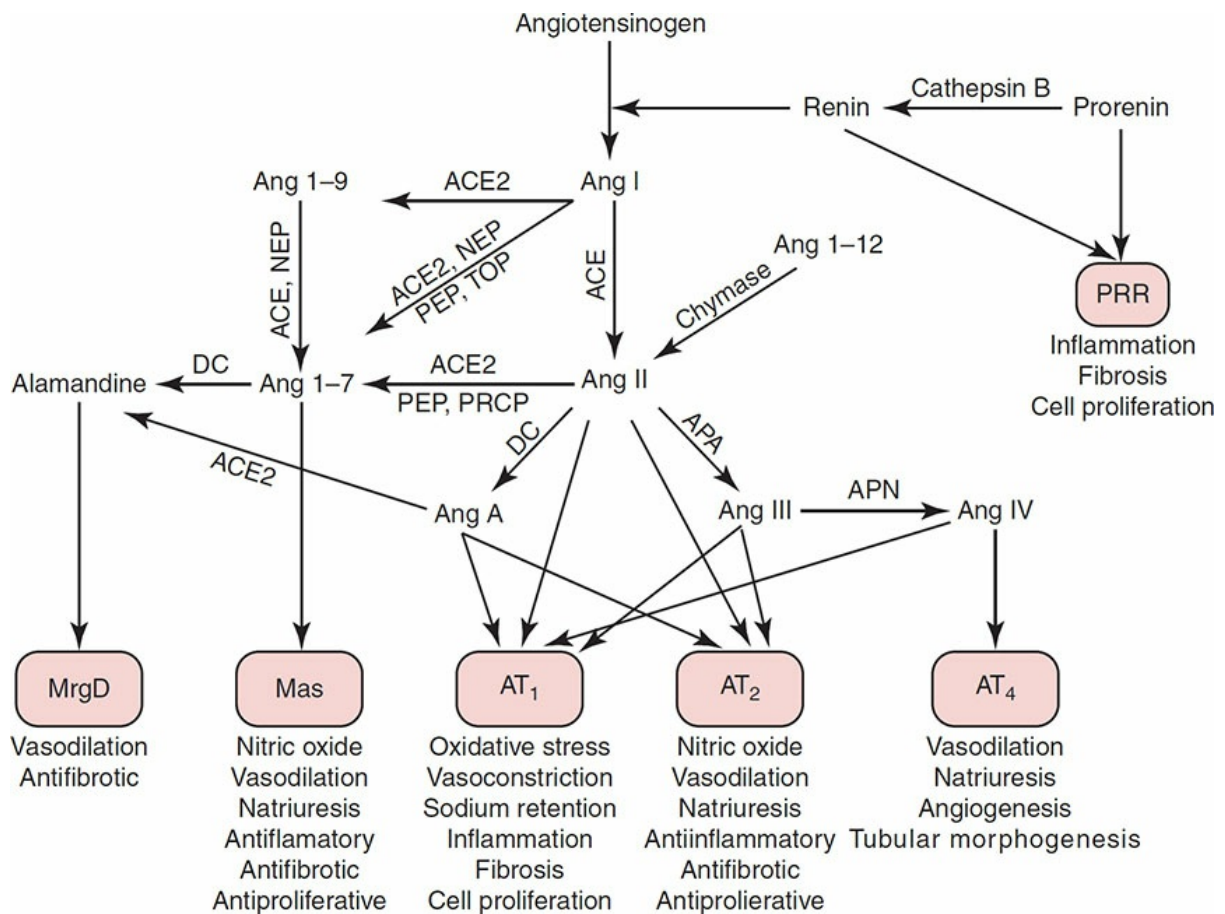 Angiotensinogen
Cathepsin B
Renin
Prorenin
Ang 1–9
ACE2
Ang I
ACE, NEP
ACE2, NEP
PEP, TOP
ACE
Ang 1–12
Chymase
PRR
Inflammation
Fibrosis
Cell proliferation
Alamandine
DC
Ang 1–7
ACE2
PEP, PRCP
Ang II
ACE2
DC
APA
Ang A
Ang III
APN
Ang IV
MrgD
Vasodilation
Antifibrotic
Mas
Nitric oxide
Vasodilation
Natriuresis
Antiflamatory
Antifibrotic
Antiproliferative
AT1
Oxidative stress
Vasoconstriction
Sodium retention
Inflammation
Fibrosis
Cell proliferation
AT2
Nitric oxide
Vasodilation
Natriuresis
Antiinflammatory
Antifibrotic
Antiprolierative
AT4
Vasodilation
Natriuresis
Angiogenesis
Tubular morphogenesis